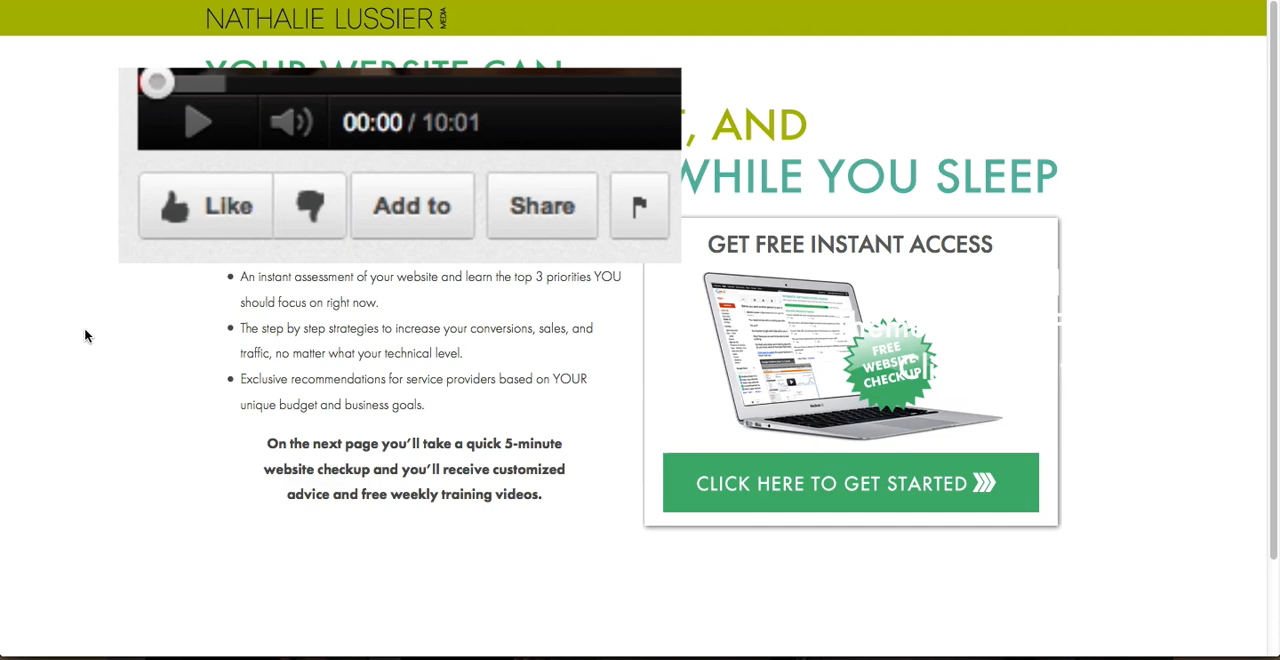 NATHALIE LUSSIER MEDIA
YOUR WEBSITE CAN
, AND
WHILE YOU SLEEP
00:00 / 10:01
Like
Add to
Share
An instant assessment of your website and learn the top 3 priorities YOU
should focus on right now.
The step by step strategies to increase your conversions, sales, and
traffic, no matter what your technical level.
Exclusive recommendations for service providers based on YOUR
unique budget and business goals.
On the next page you’ll take a quick 5-minute
website checkup and you’ll receive customized
advice and free weekly training videos.
GET FREE INSTANT ACCESS
FREE
WEBSITE
CHECKUP
CLICK HERE TO GET STARTED